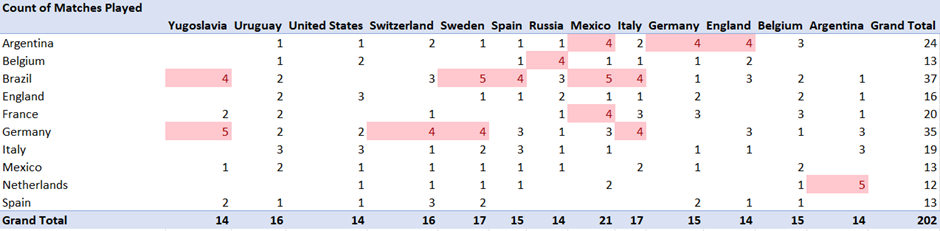 Count of Matches Played
Yugoslavia Uruguay United States Switzerland Sweden Spain Russia Mexico Italy Germany England Belgium Argentina Grand Total
Argentina 1 1 2 1 1 1 4 2 4 4 3 24
Belgium 1 2 1 4 1 1 1 2 13
Brazil 4 2 3 5 4 3 5 4 1 3 2 1 37
England 2 3 1 1 2 1 1 2 2 1 16
France 2 2 1 1 4 3 3 3 1 20
Germany 5 2 2 4 4 3 1 3 4 3 1 3 35
Italy 3 3 1 2 3 1 1 1 1 3 19
Mexico 1 2 1 1 1 1 1 2 1 2 13
Netherlands 1 1 1 1 2 1 5 12
Spain 2 1 1 3 2 2 1 1 13
Grand Total 14 16 14 16 17 15 14 21 17 15 14 15 14 202